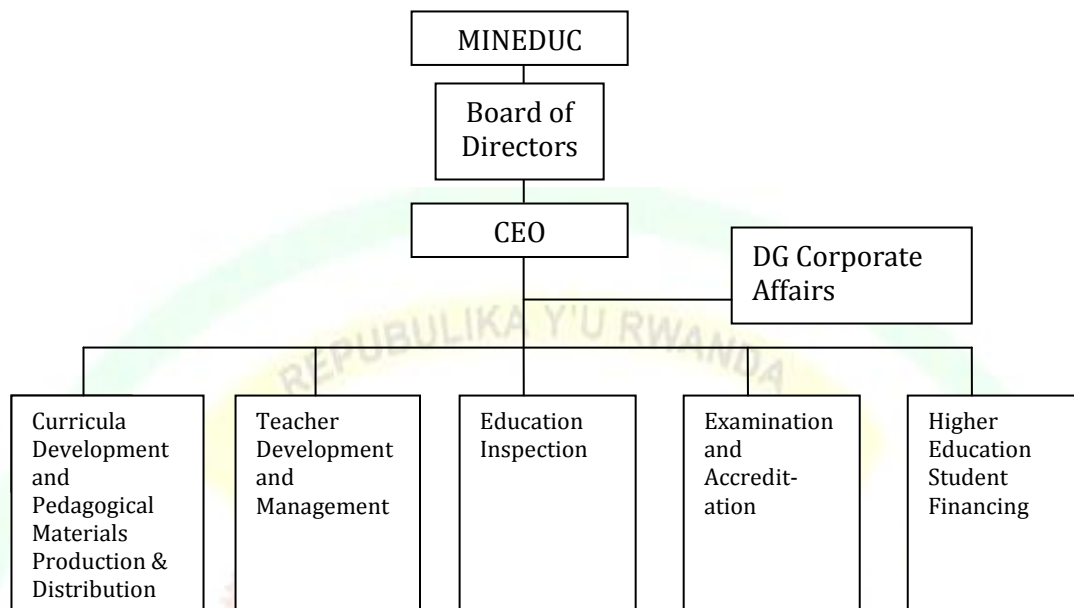 MINEDUC
Board of
Directors
CEO
DG Corporate
Affairs
REPUBULIKA Y'U RWANDA
Curricula
Development
and
Pedagogical
Materials
Production &
Distribution
Teacher
Development
and
Management
Education
Inspection
Examination
and
Accredit-
ation
Higher
Education
Student
Financing